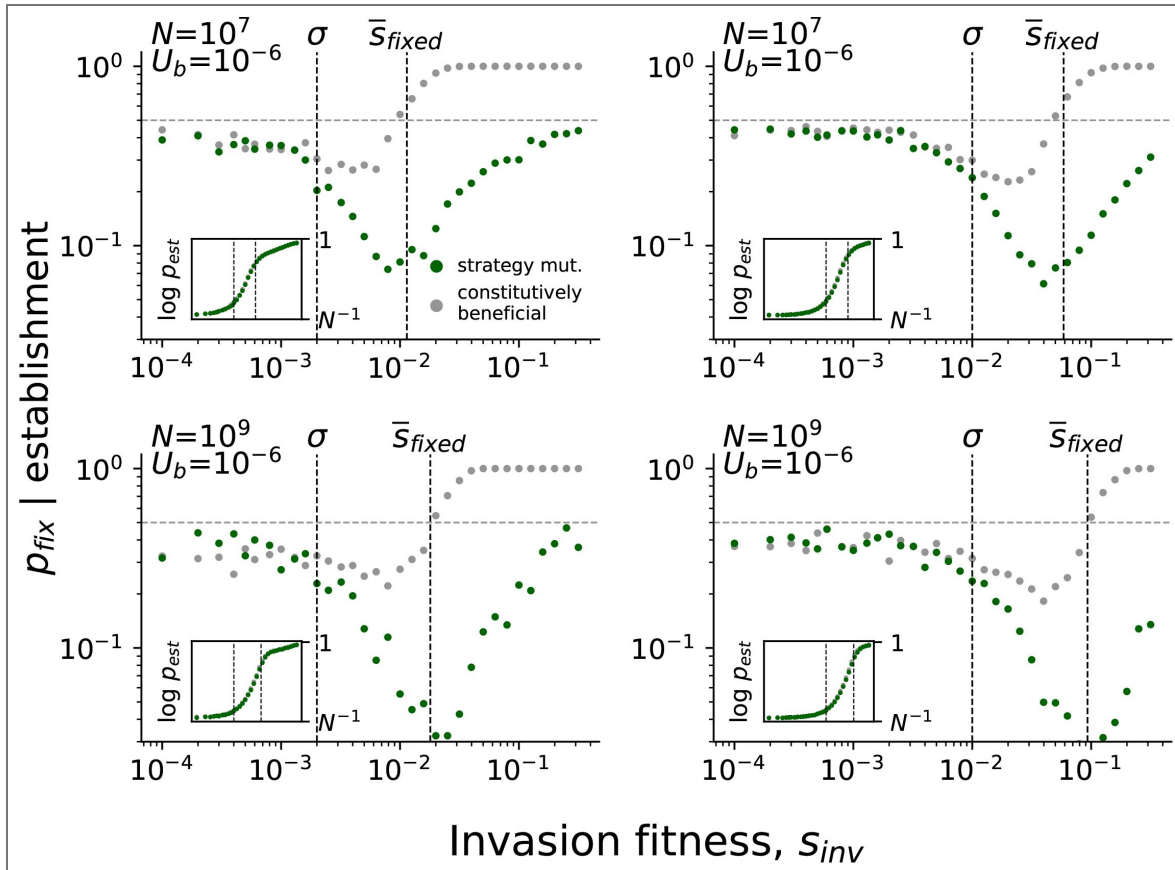 N=10^7 σ s̄_fixed
U_b=10^-6
10^0
10^-1
log p_est
1
N^-1
strategy mut.
constitutively
beneficial
10^-4 10^-3 10^-2 10^-1
N=10^7 σ s̄_fixed
U_b=10^-6
10^0
10^-1
log p_est
1
N^-1
10^-4 10^-3 10^-2 10^-1
p_fix | establishment
N=10^9 σ s̄_fixed
U_b=10^-6
10^0
10^-1
log p_est
1
N^-1
10^-4 10^-3 10^-2 10^-1
N=10^9 σ s̄_fixed
U_b=10^-6
10^0
10^-1
log p_est
1
N^-1
10^-4 10^-3 10^-2 10^-1
Invasion fitness, s_inv